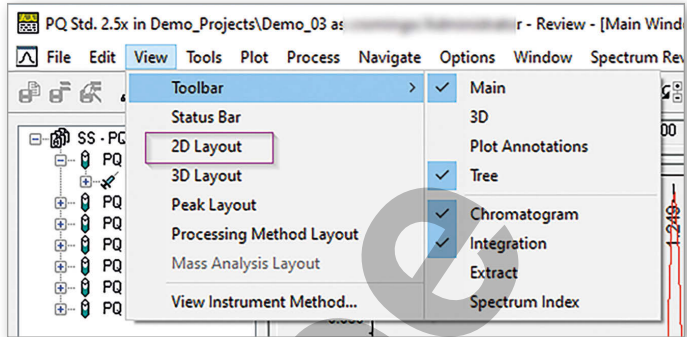 PQ Std. 2.5x in Demo_Projects\Demo_03 as r - Review - [Main Wind
File Edit View Tools Plot Process Navigate Options Window Spectrum Rev
Toolbar
Status Bar
2D Layout
3D Layout
Peak Layout
Processing Method Layout
Mass Analysis Layout
View Instrument Method...
Main
3D
Plot Annotations
Tree
Chromatogram
Integration
Extract
Spectrum Index
SS - PQ
PQ
PQ
PQ
PQ
PQ
PQ
1.249